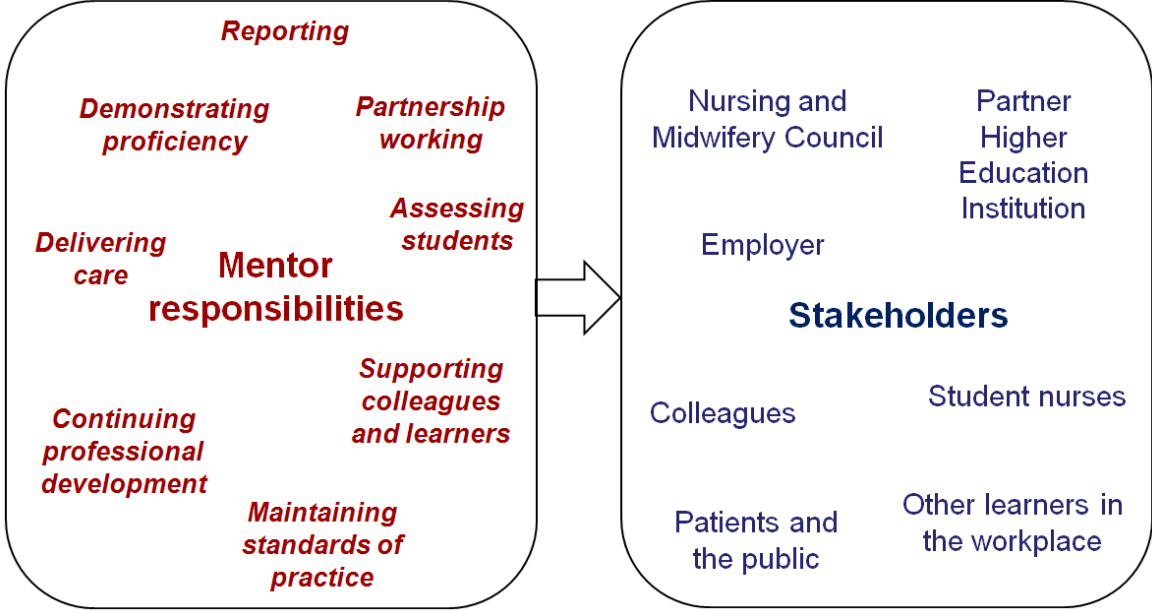 Reporting
Demonstrating
proficiency
Partnership
working
Assessing
students
Delivering
care
Mentor
responsibilities
Supporting
colleagues
and learners
Continuing
professional
development
Maintaining
standards of
practice
Nursing and
Midwifery Council
Partner
Higher
Education
Institution
Employer
Stakeholders
Colleagues
Student nurses
Patients and
the public
Other learners in
the workplace